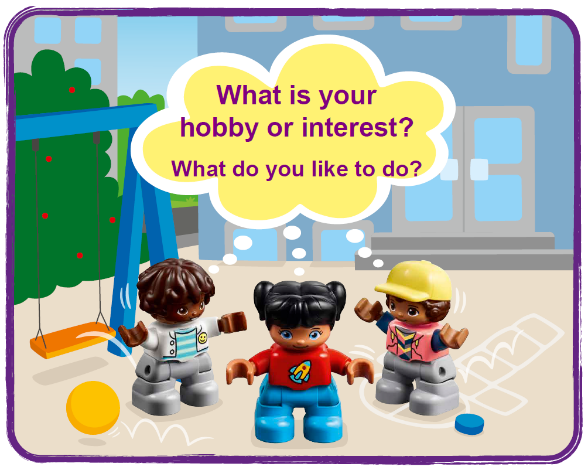 What is your
hobby or interest?
What do you like to do?